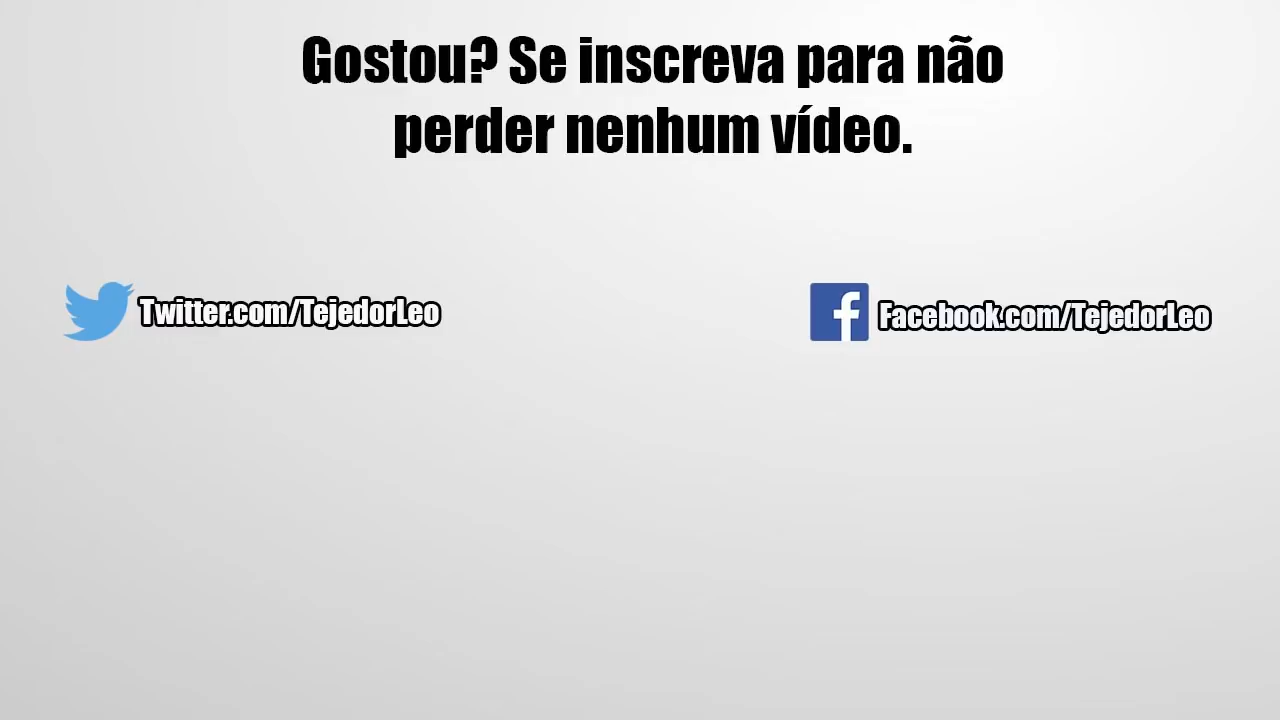 Gostou? Se inscreva para não
perder nenhum vídeo.
Twitter.com/TejedorLeo
Facebook.com/TejedorLeo